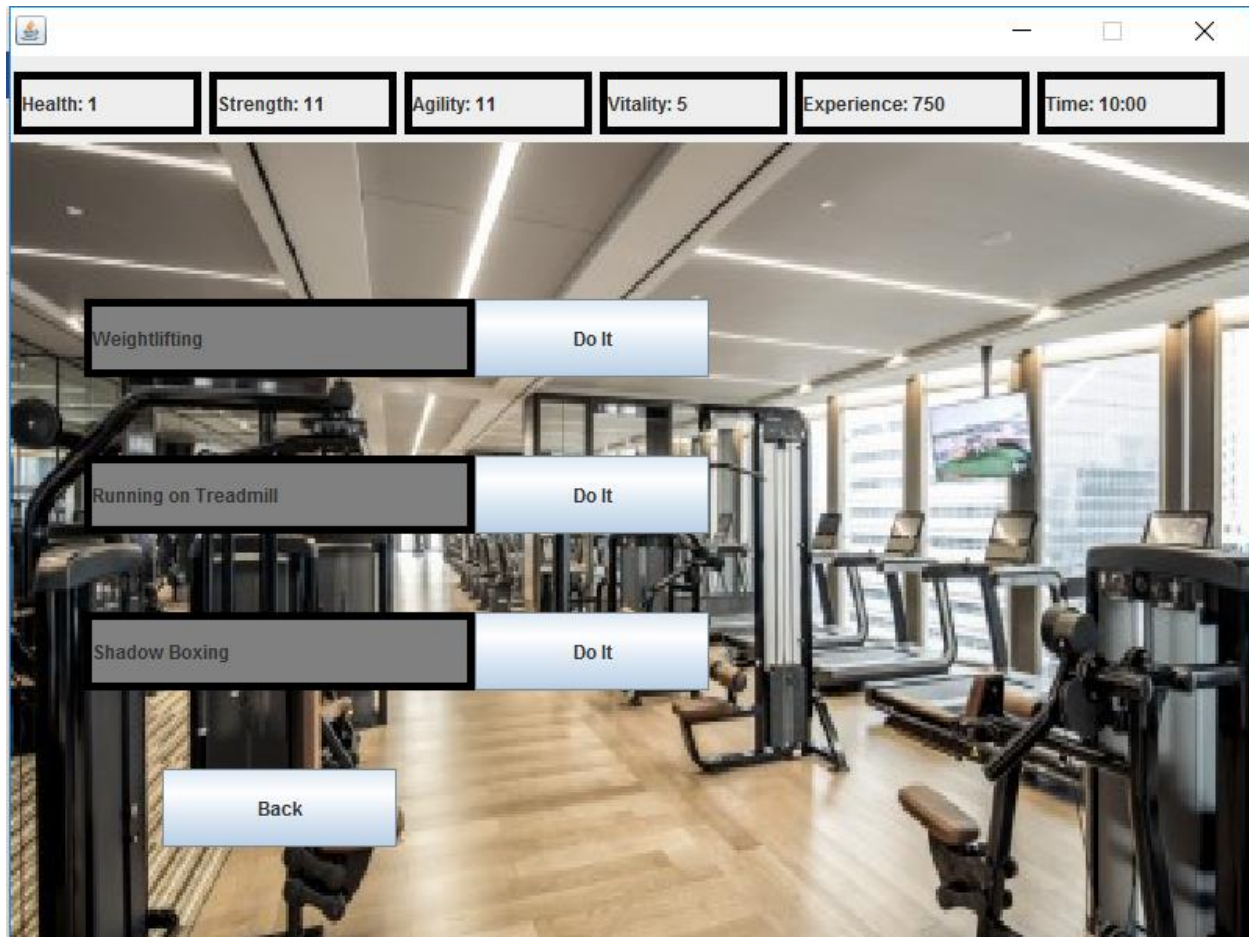 Health: 1 Strength: 11 Agility: 11 Vitality: 5 Experience: 750 Time: 10:00
Weightlifting Do It
Running on Treadmill Do It
Shadow Boxing Do It
Back